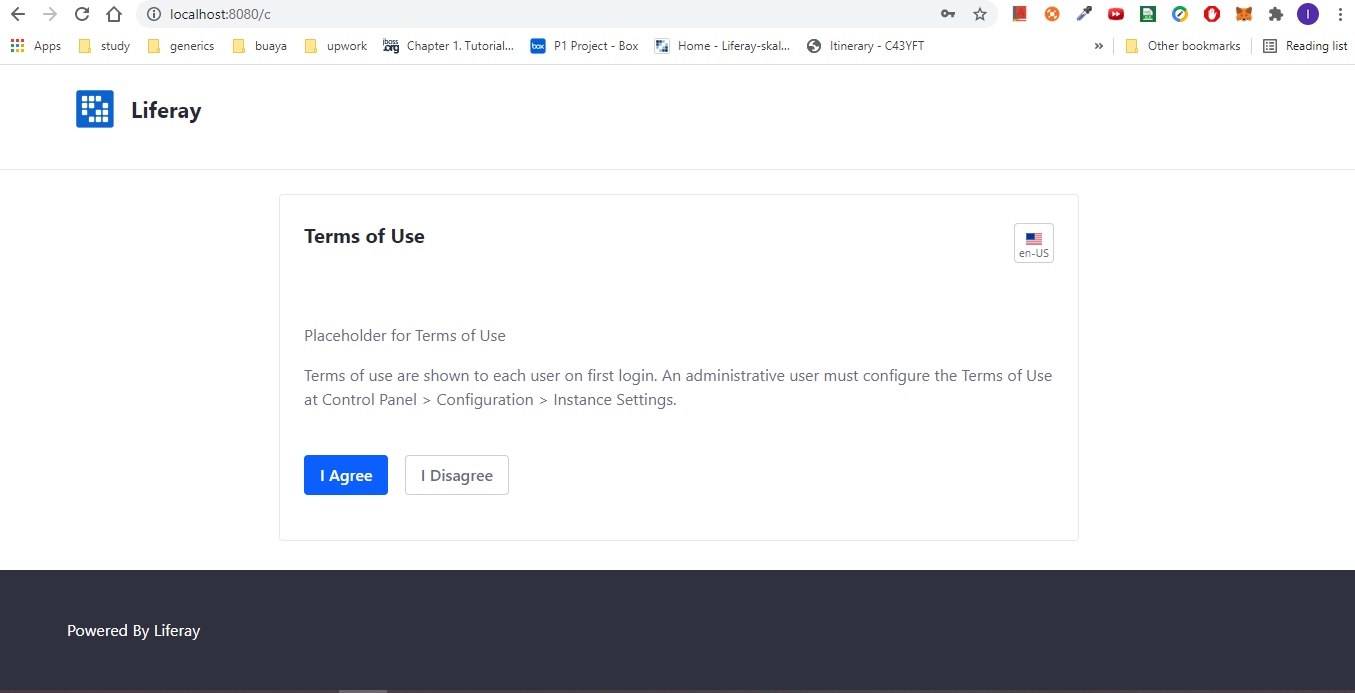 localhost:8080/c
Apps study generics buaya upwork Chapter 1. Tutorial... box P1 Project - Box Home - Liferay-skal... Itinerary - C43YFT » Other bookmarks Reading list
I
Liferay
Terms of Use
en-US
Placeholder for Terms of Use
Terms of use are shown to each user on first login. An administrative user must configure the Terms of Use
at Control Panel > Configuration > Instance Settings.
I Agree I Disagree
Powered By Liferay